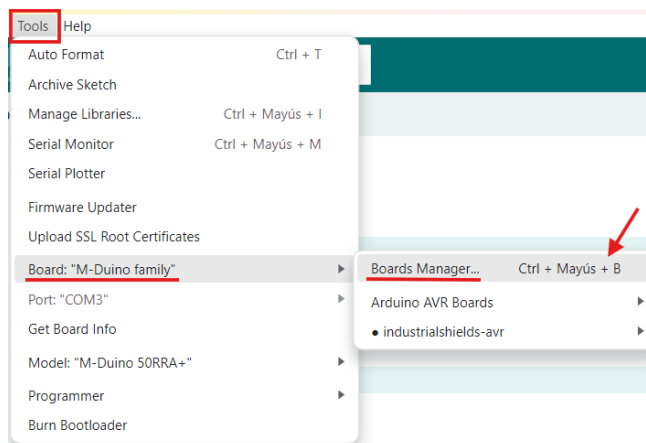 Tools Help
Auto Format Ctrl + T
Archive Sketch
Manage Libraries... Ctrl + Mayús + I
Serial Monitor Ctrl + Mayús + M
Serial Plotter
Firmware Updater
Upload SSL Root Certificates
Board: "M-Duino family"
Port: "COM3"
Get Board Info
Model: "M-Duino 50RRA+"
Programmer
Burn Bootloader
Boards Manager... Ctrl + Mayús + B
Arduino AVR Boards
● industrialshields-avr